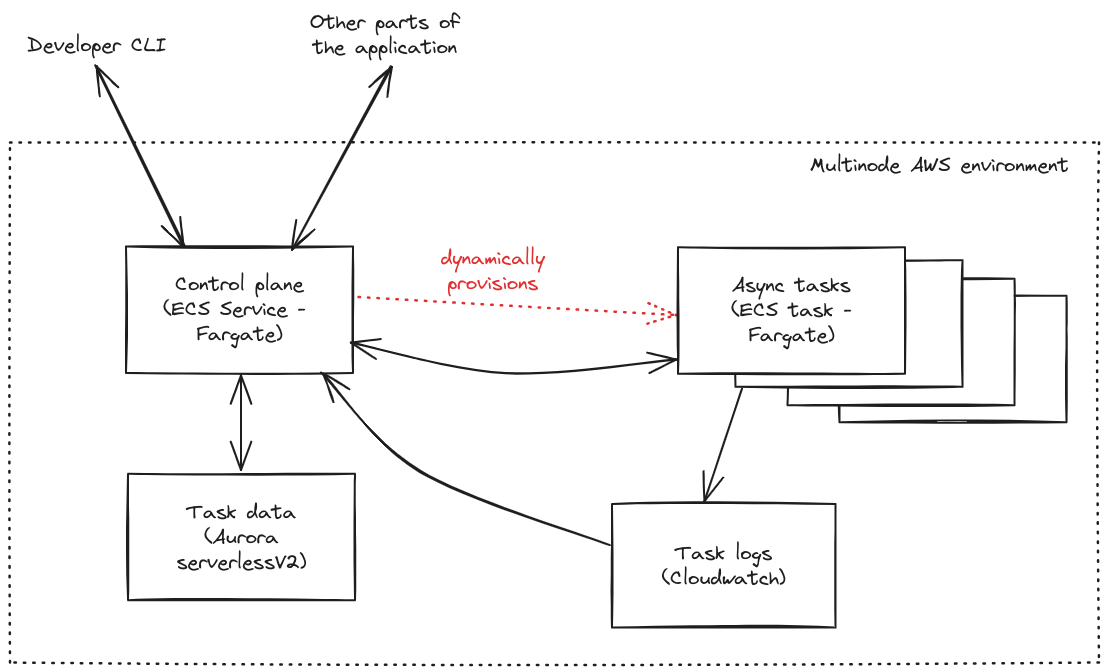 Developer CLI
Other parts of
the application
Multinode AWS environment
Control plane
(ECS Service -
Fargate)
dynamically
provisions
Async tasks
(ECS task -
Fargate)
Task data
(Aurora
serverlessV2)
Task logs
(Cloudwatch)